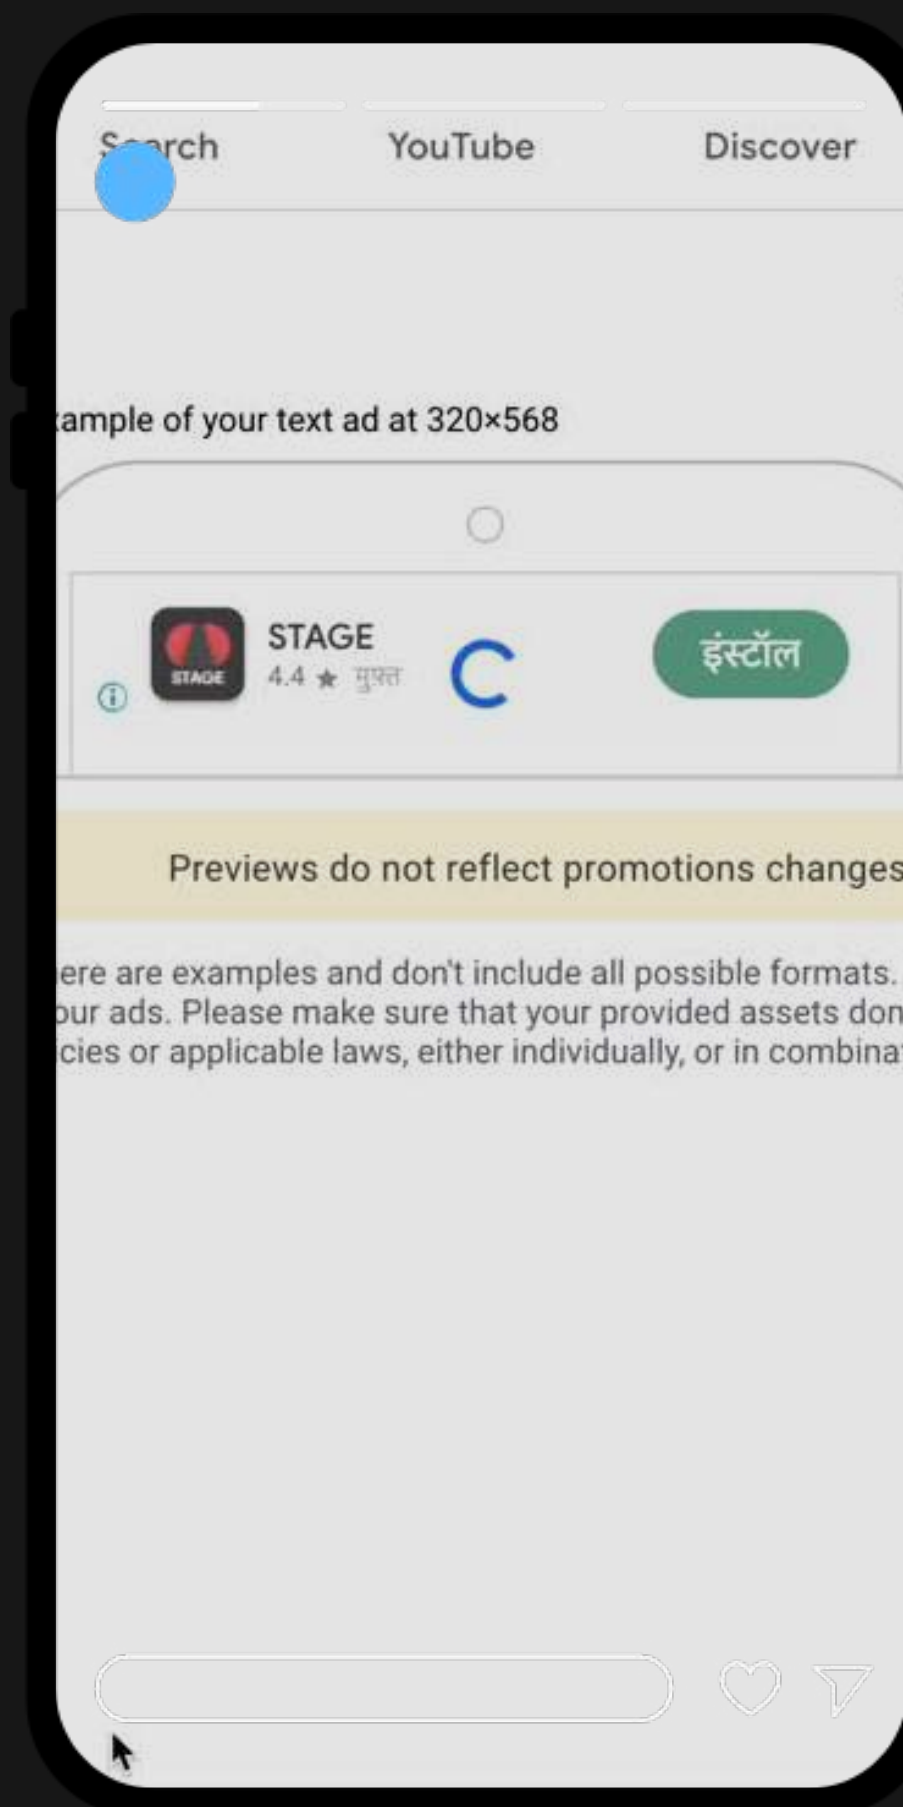 Search YouTube Discover
xample of your text ad at 320×568
STAGE
4.4 ★ मुफ़्त
STAGE
इंस्टॉल
Previews do not reflect promotions changes
ere are examples and don't include all possible formats.
our ads. Please make sure that your provided assets don
cies or applicable laws, either individually, or in combina